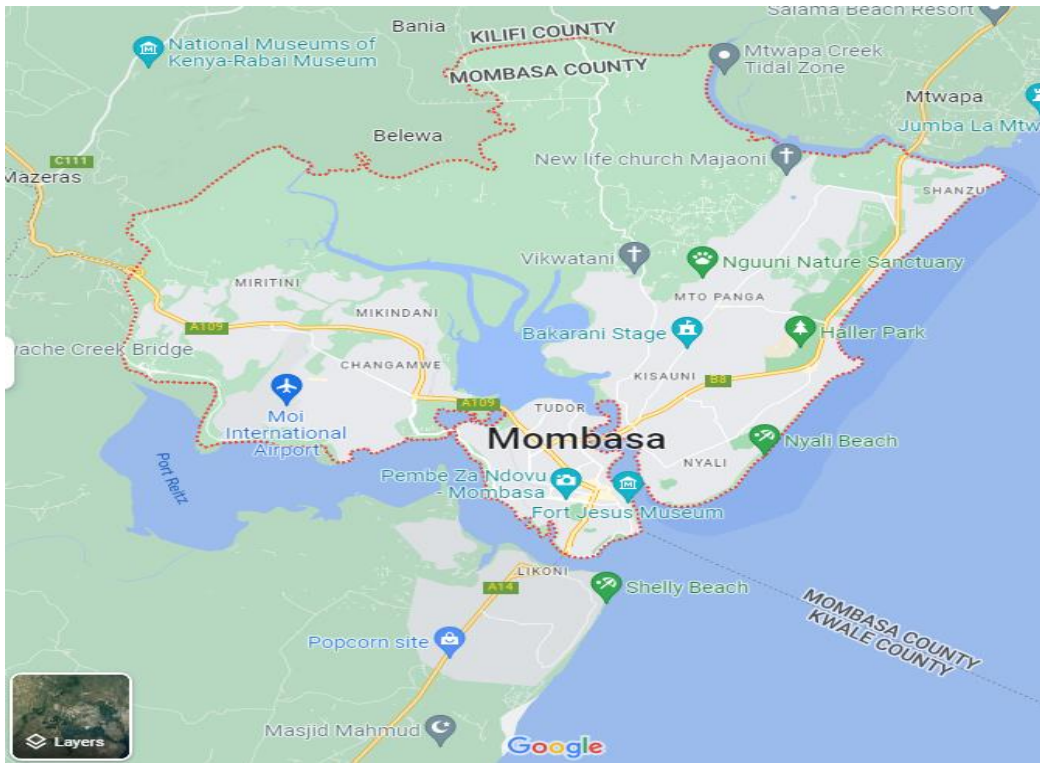 Salama Beach Resort
Bania
KILIFI COUNTY
MOMBASA COUNTY
National Museums of
Kenya-Rabai Museum
Mtwapa Creek
Tidal Zone
Mtwapa
Jumba La Mtw
Belewa
C111
Mazeras
New life church Majaoni
SHANZU
Vikwatani
Nguuni Nature Sanctuary
MIRITINI
MTO PANGA
MIKINDANI
A109
Bakarani Stage
Haller Park
Creek Bridge
CHANGAMWE
KISAUNI
B8
Moi
International
Airport
A109
TUDOR
Mombasa
Nyali Beach
Port Reitz
Pembe Za Ndovu
- Mombasa
NYALI
Fort Jesus Museum
LIKONI
A14
Shelly Beach
MOMBASA COUNTY
KWALE COUNTY
Popcorn site
Masjid Mahmud
Layers
Google